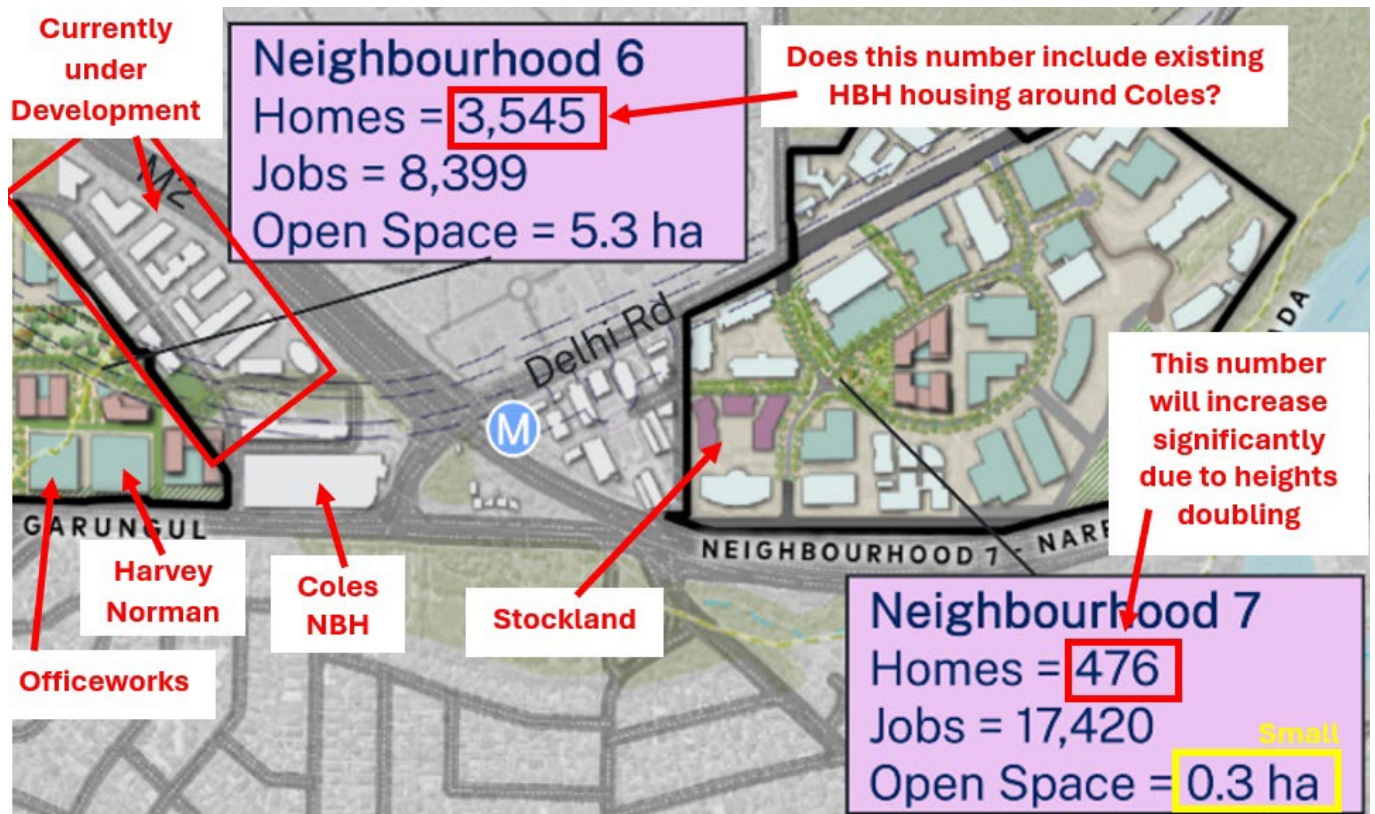 Currently
under
Development
M2
Neighbourhood 6
Homes = 3,545
Jobs = 8,399
Open Space = 5.3 ha
Does this number include existing
HBH housing around Coles?
Delhi Rd
M
This number
will increase
significantly
due to heights
doubling
GARUNGUL
NEIGHBOURHOOD 7 - NARR
ADA
Harvey
Norman
Coles
NBH
Stockland
Officeworks
Neighbourhood 7
Homes = 476
Jobs = 17,420
Small
Open Space = 0.3 ha